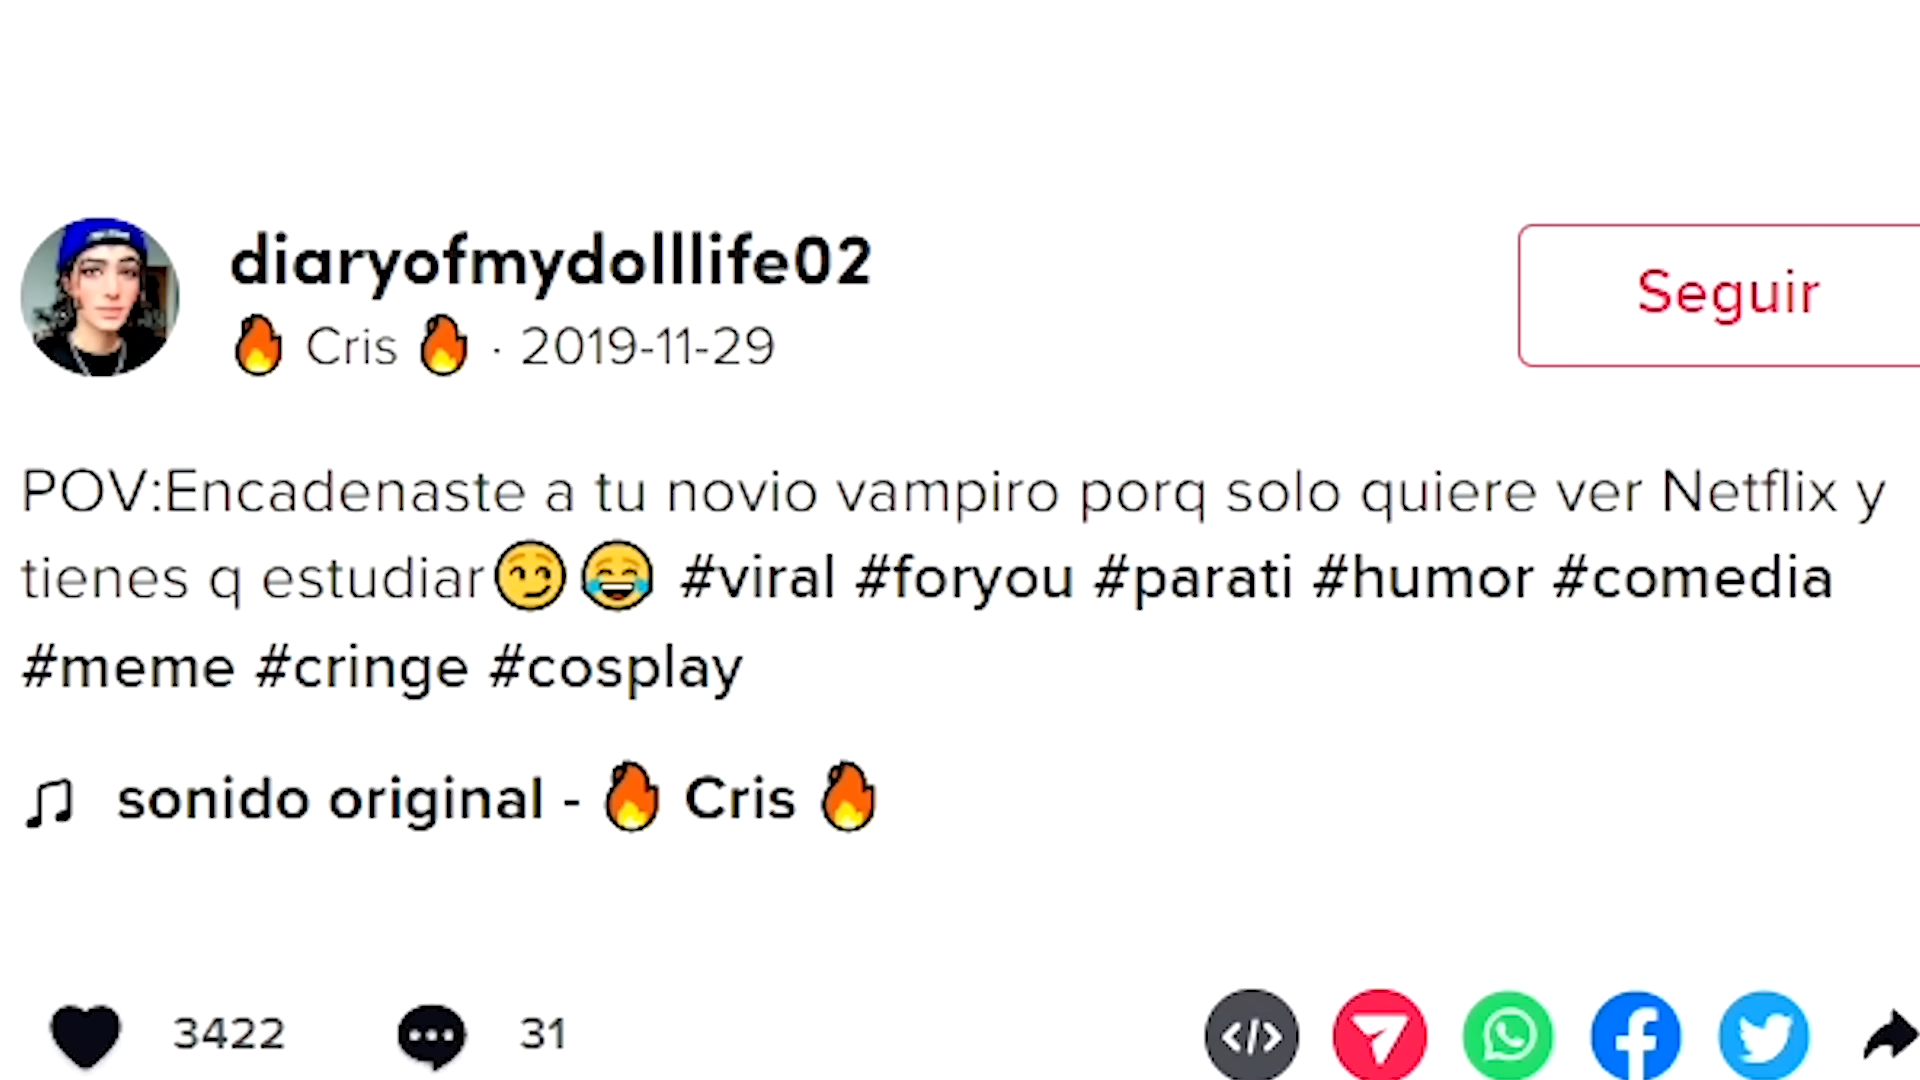 diaryofmydolllife02
🔥 Cris 🔥 · 2019-11-29
Seguir
POV:Encadenaste a tu novio vampiro porq solo quiere ver Netflix y
tienes q estudiar😏😂 #viral #foryou #parati #humor #comedia
#meme #cringe #cosplay
♫ sonido original - 🔥 Cris 🔥
3422
31